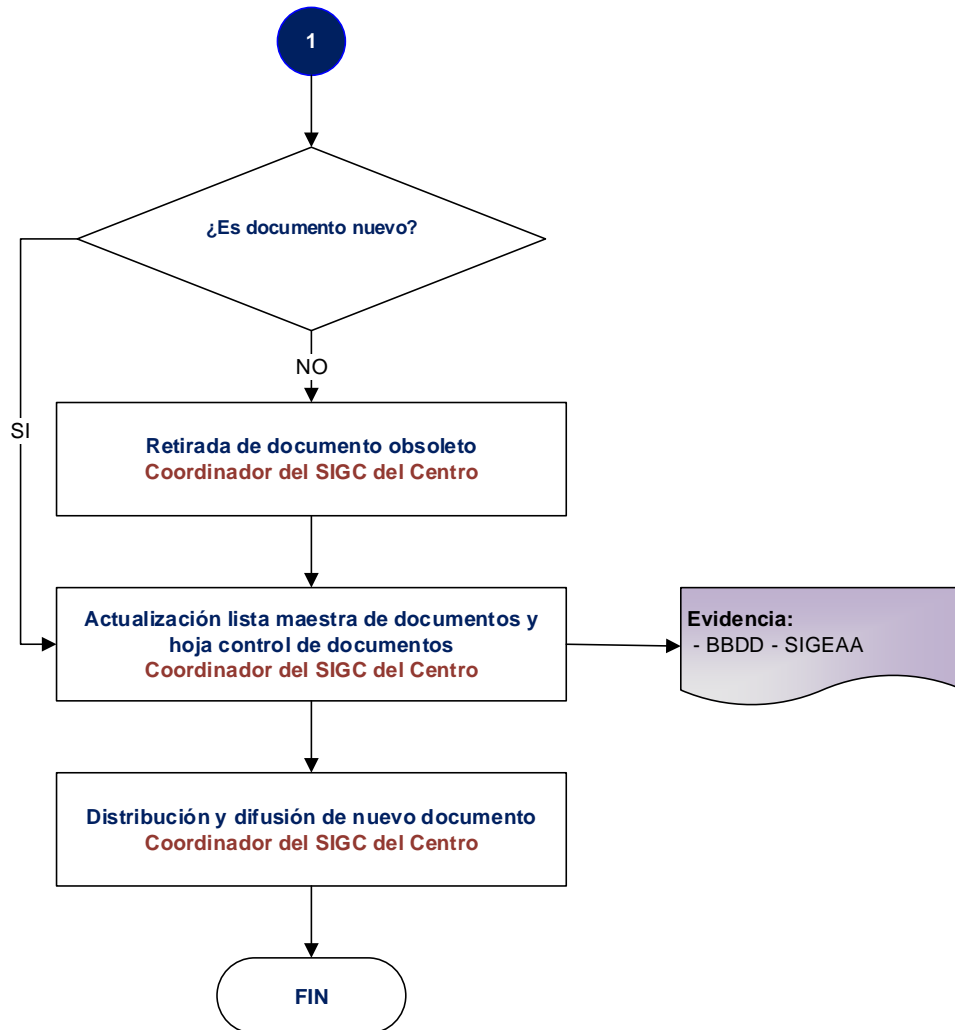 1
¿Es documento nuevo?
NO
SI
Retirada de documento obsoleto
Coordinador del SIGC del Centro
Actualización lista maestra de documentos y
hoja control de documentos
Coordinador del SIGC del Centro
Evidencia:
- BBDD - SIGEAA
Distribución y difusión de nuevo documento
Coordinador del SIGC del Centro
FIN